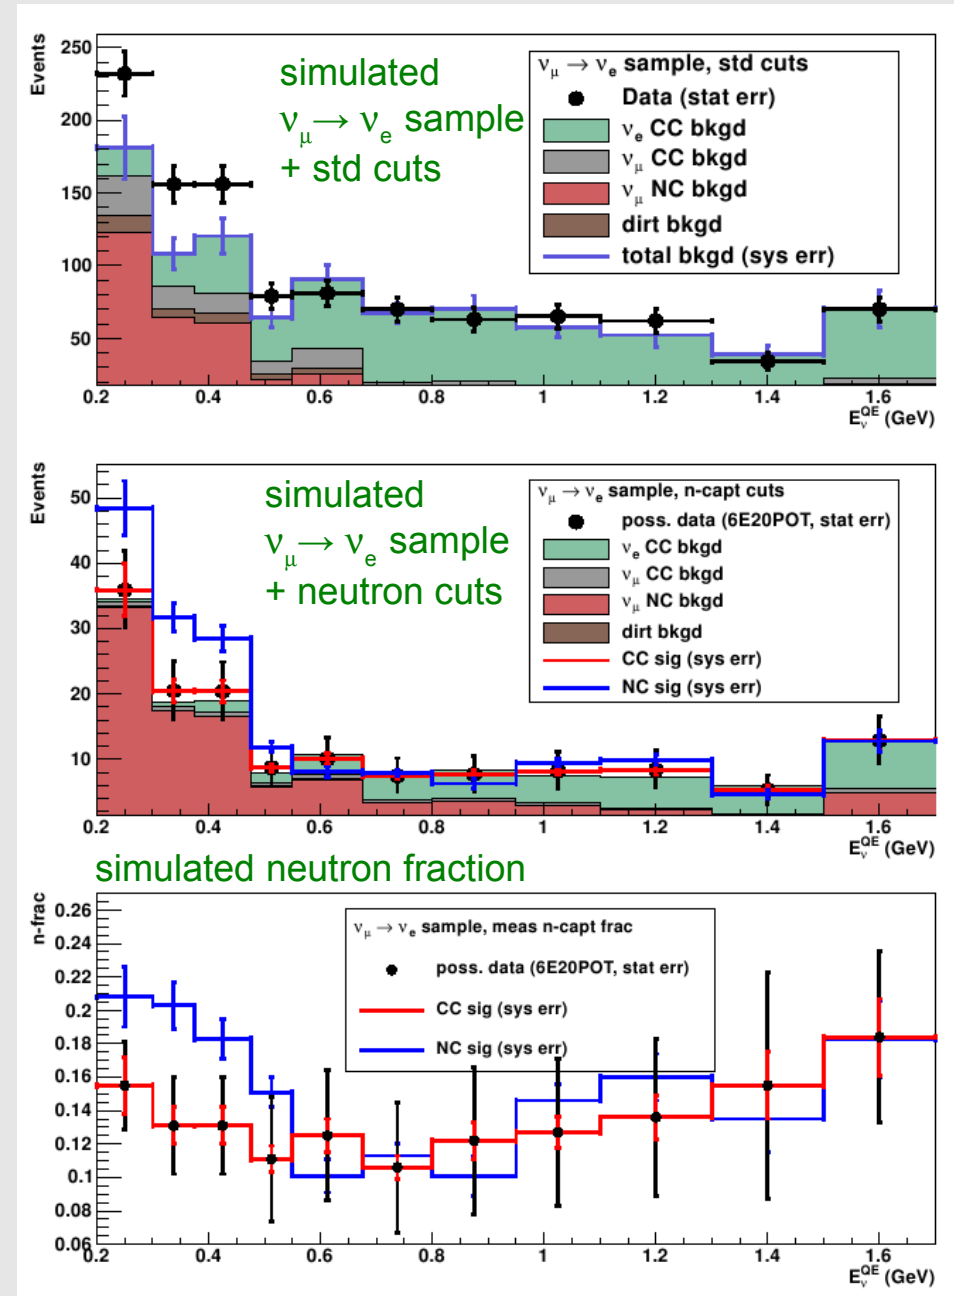 250
200
150
100
50
Events
simulated
νμ → νe sample
+ std cuts
νμ → νe sample, std cuts
Data (stat err)
νe CC bkgd
νμ CC bkgd
νμ NC bkgd
dirt bkgd
total bkgd (sys err)
0.2 0.4 0.6 0.8 1 1.2 1.4 1.6
EνQE (GeV)
50
40
30
20
10
Events
simulated
νμ → νe sample
+ neutron cuts
νμ → νe sample, n-capt cuts
poss. data (6E20POT, stat err)
νe CC bkgd
νμ CC bkgd
νμ NC bkgd
dirt bkgd
CC sig (sys err)
NC sig (sys err)
0.2 0.4 0.6 0.8 1 1.2 1.4 1.6
EνQE (GeV)
simulated neutron fraction
0.26
0.24
0.22
0.2
0.18
0.16
0.14
0.12
0.1
0.08
0.06
n-frac
νμ → νe sample, meas n-capt frac
poss. data (6E20POT, stat err)
CC sig (sys err)
NC sig (sys err)
0.2 0.4 0.6 0.8 1 1.2 1.4 1.6
EνQE (GeV)